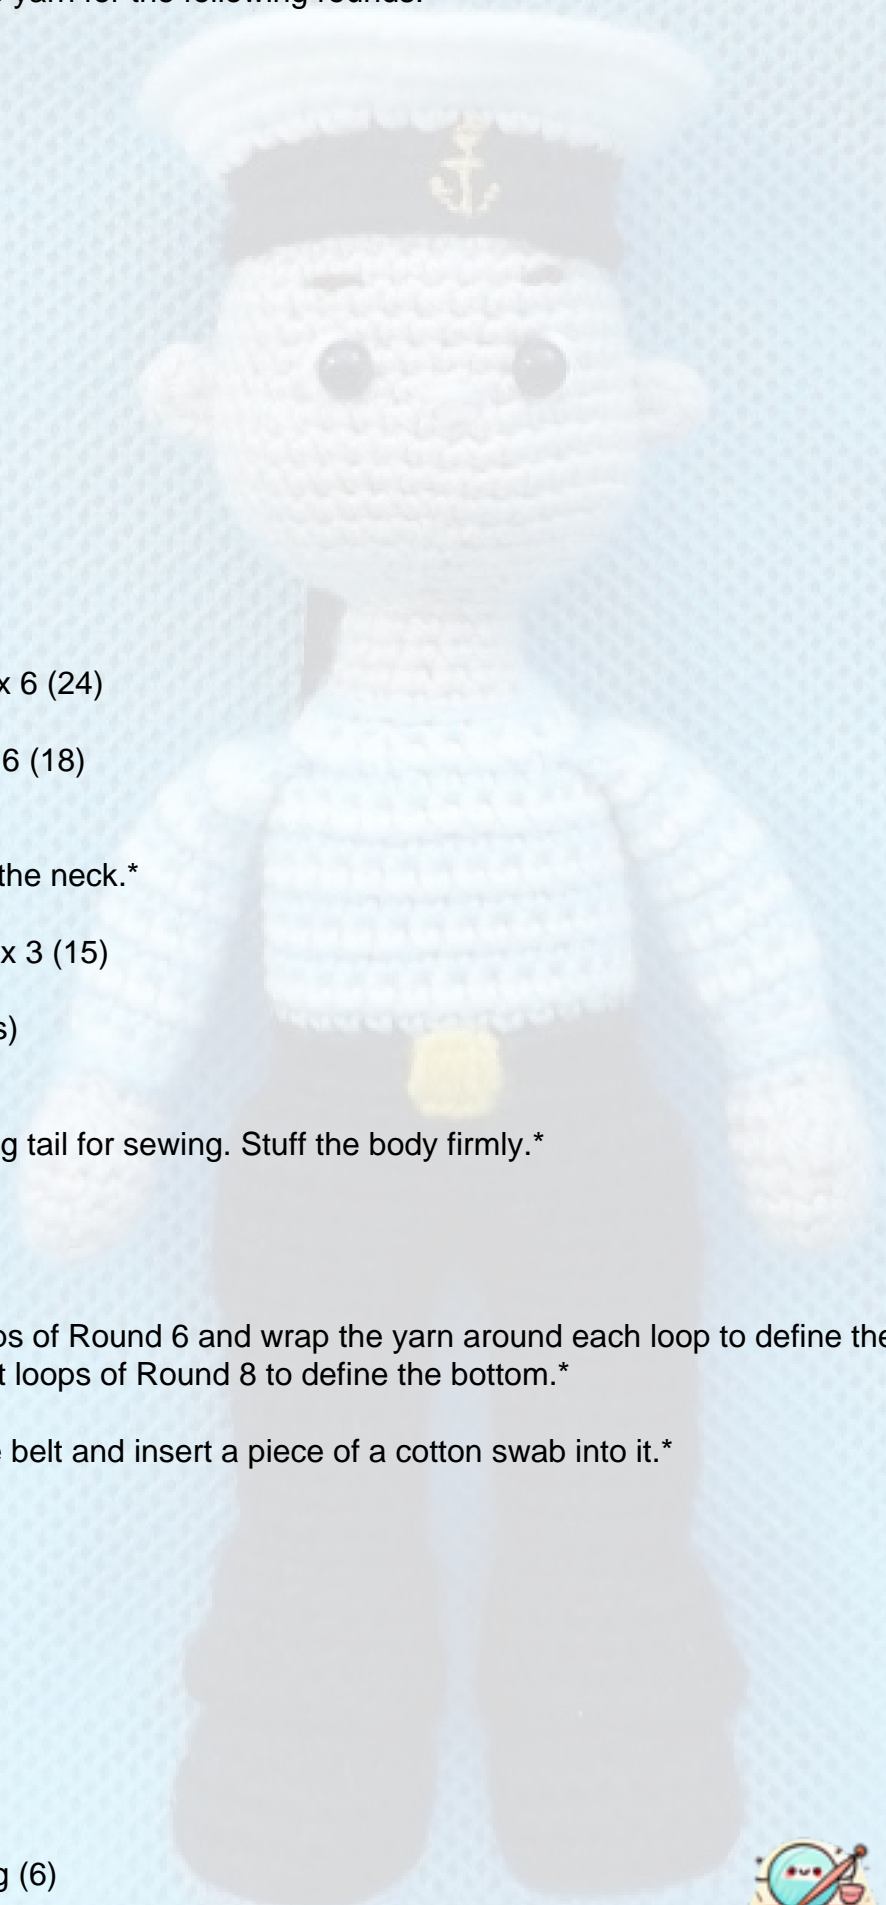 yarn for the following rounds.
x 6 (24)
6 (18)
the neck.*
x 3 (15)
s)
g tail for sewing. Stuff the body firmly.*
ps of Round 6 and wrap the yarn around each loop to define the
t loops of Round 8 to define the bottom.*
e belt and insert a piece of a cotton swab into it.*
g (6)